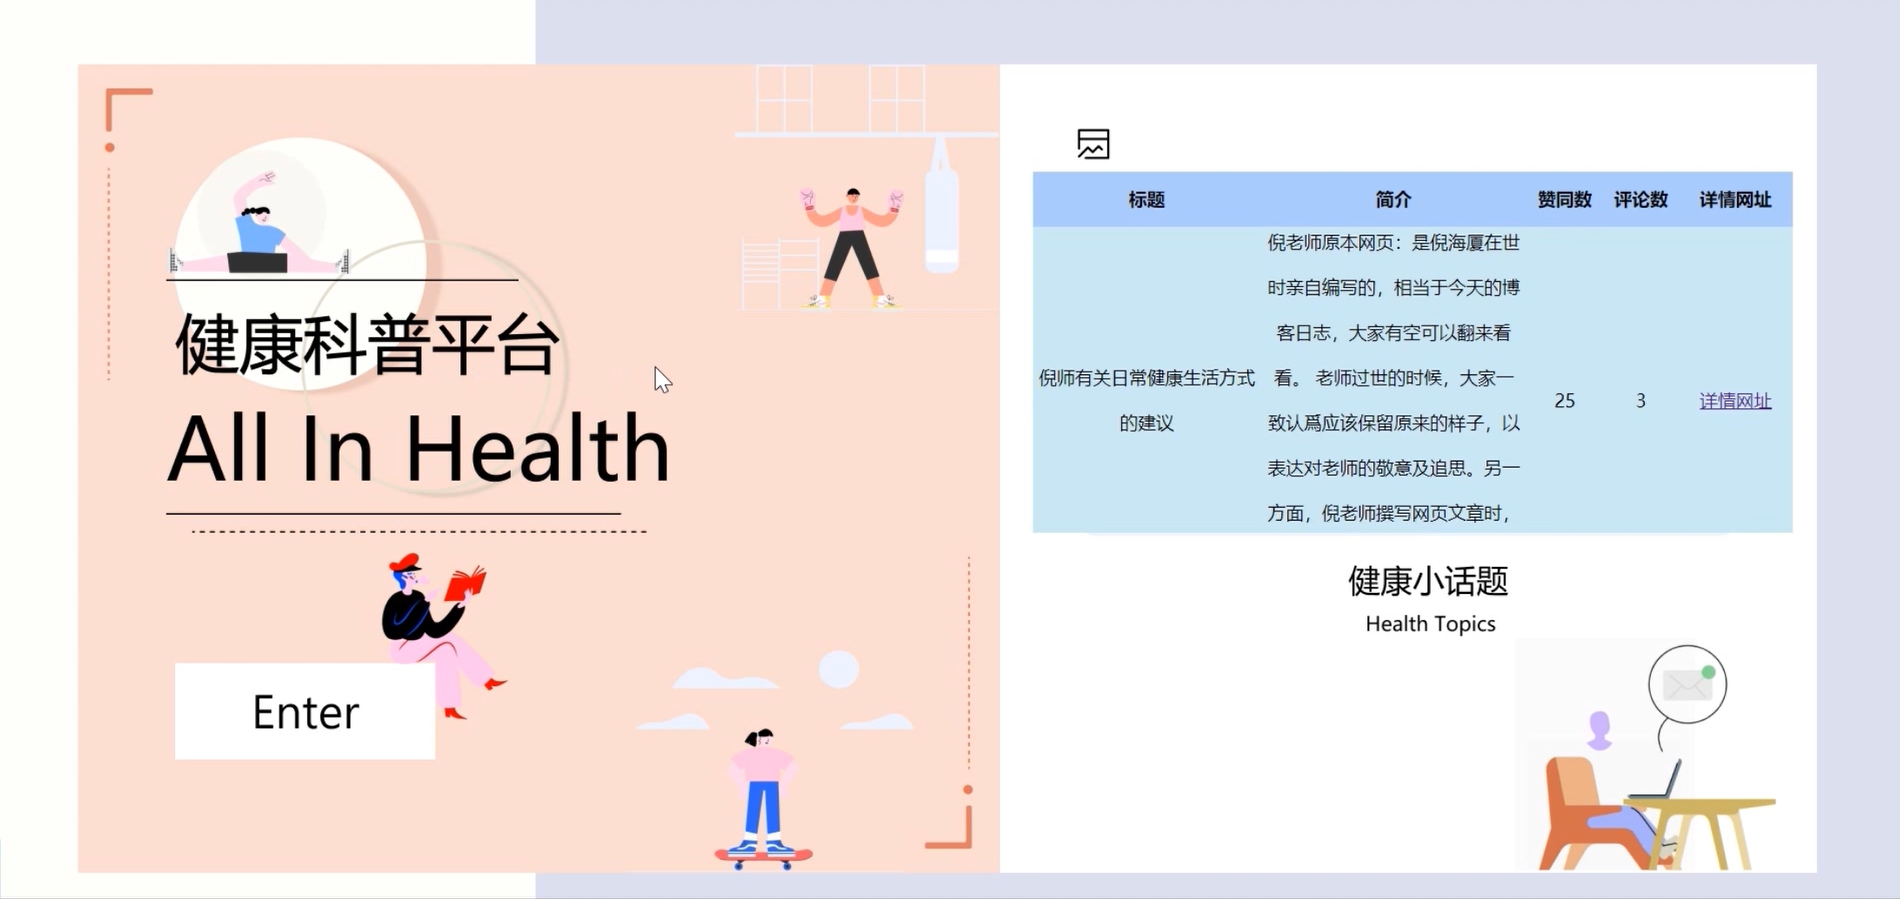 健康科普平台
All In Health
Enter
标题 简介 赞同数 评论数 详情网址
倪师有关日常健康生活方式
的建议
倪老师原本网页：是倪海厦在世
时亲自编写的，相当于今天的博
客日志，大家有空可以翻来看
看。 老师过世的时候，大家一
致认爲应该保留原来的样子，以
表达对老师的敬意及追思。另一
方面，倪老师撰写网页文章时，
25
3
详情网址
健康小话题
Health Topics